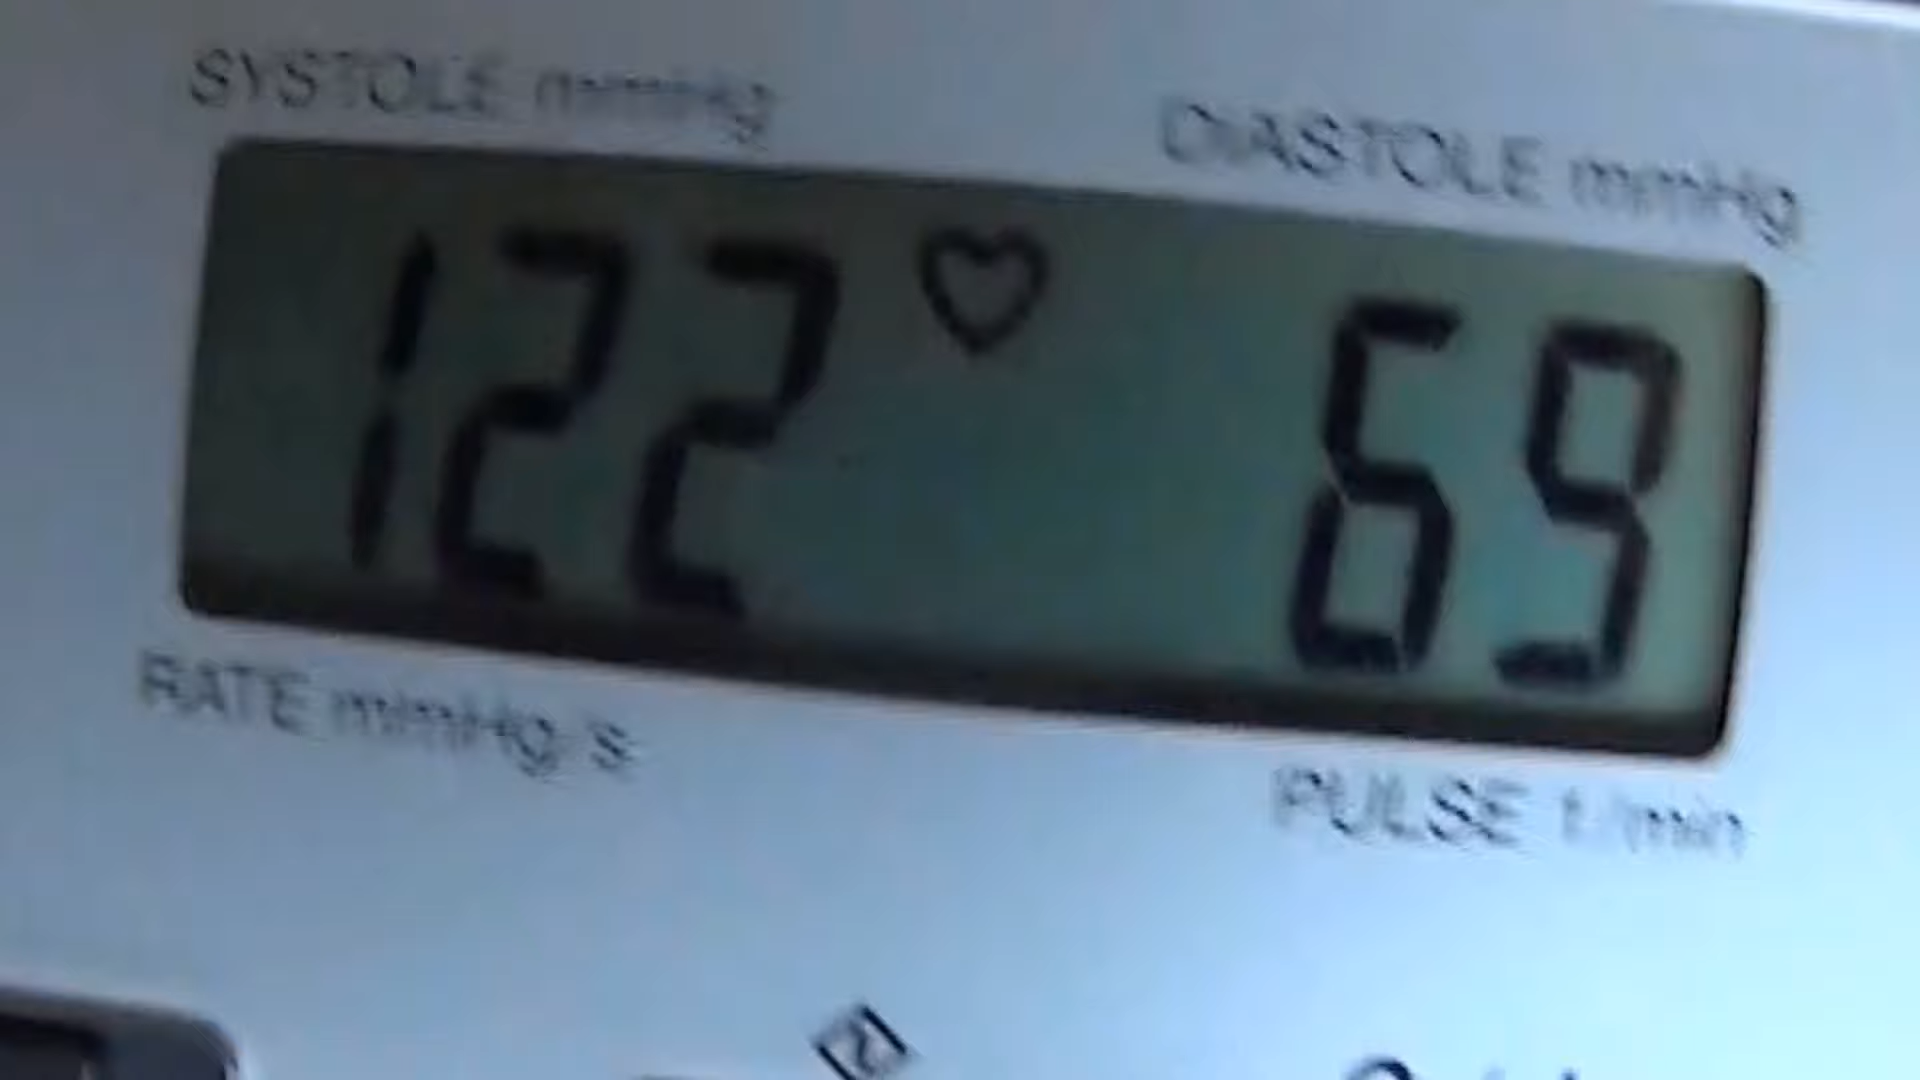 SYSTOLE mmHg
DIASTOLE mmHg
122 69
RATE mmHg/s
PULSE 1/min